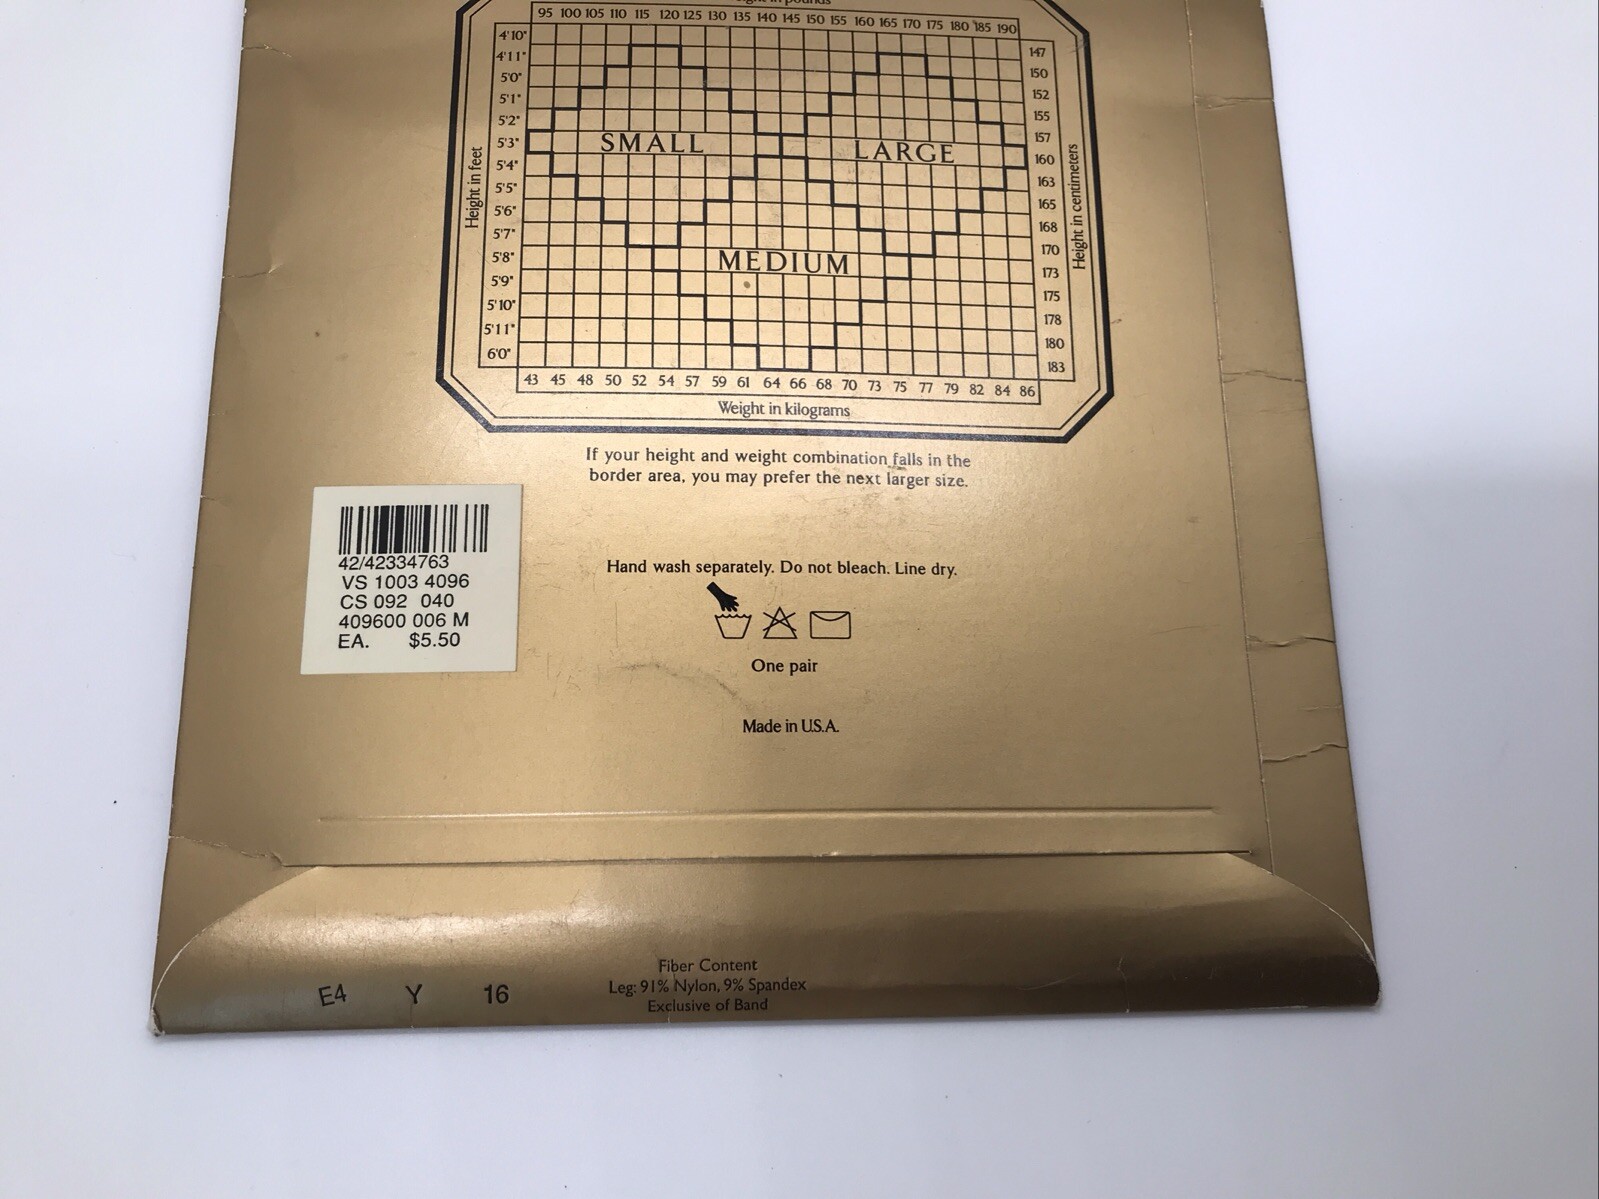 in pounds
95 100 105 110 115 120 125 130 135 140 145 150 155 160 165 170 175 180 185 190
4'10" 147
4'11" 150
5'0" 152
5'1" 155
5'2" 157
5'3" 160
5'4" 163
5'5" 165
5'6" 168
5'7" 170
5'8" 173
5'9" 175
5'10" 178
5'11" 180
6'0" 183
SMALL
LARGE
MEDIUM
Height in feet
Height in centimeters
43 45 48 50 52 54 57 59 61 64 66 68 70 73 75 77 79 82 84 86
Weight in kilograms
If your height and weight combination falls in the
border area, you may prefer the next larger size.
42/42334763
VS 1003 4096
CS 092 040
409600 006 M
EA. $5.50
Hand wash separately. Do not bleach. Line dry.
One pair
Made in U.S.A.
Fiber Content
Leg: 91% Nylon, 9% Spandex
Exclusive of Band
E4 Y 16